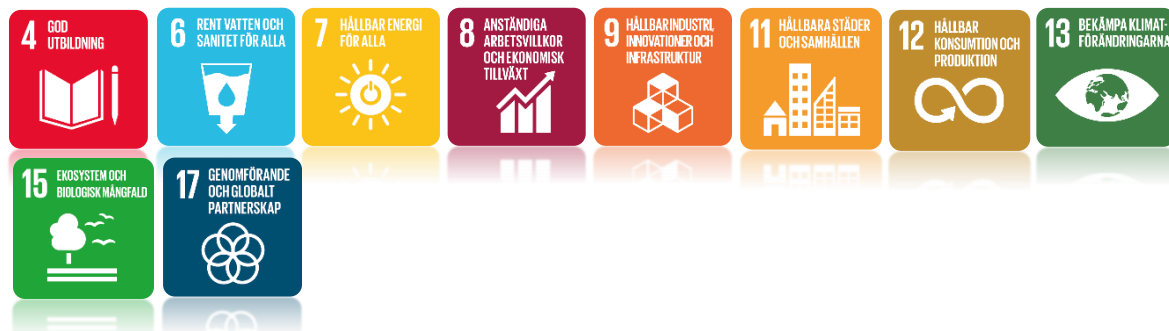 4 GOD
UTBILDNING
6 RENT VATTEN OCH
SANITET FÖR ALLA
7 HÅLLBAR ENERGI
FÖR ALLA
8 ANSTÄNDIGA
ARBETSVILLKOR
OCH EKONOMISK
TILLVÄXT
9 HÅLLBAR INDUSTRI,
INNOVATIONER OCH
INFRASTRUKTUR
11 HÅLLBARA STÄDER
OCH SAMHÄLLEN
12 HÅLLBAR
KONSUMTION OCH
PRODUKTION
13 BEKÄMPA KLIMAT-
FÖRÄNDRINGARNA
15 EKOSYSTEM OCH
BIOLOGISK MÅNGFALD
17 GENOMFÖRANDE
OCH GLOBALT
PARTNERSKAP